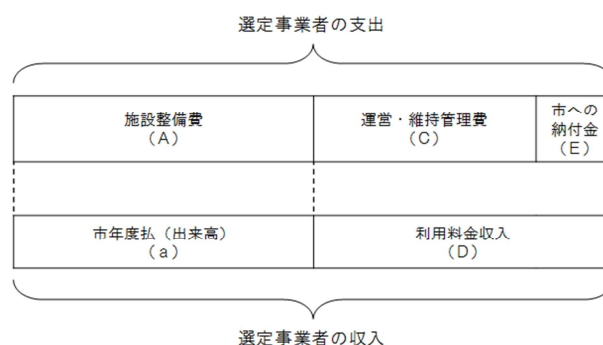 選定事業者の支出
施設整備費
（A）
運営・維持管理費
（C）
市への
納付金
（E）
市年度払（出来高）
（a）
利用料金収入
（D）
選定事業者の収入